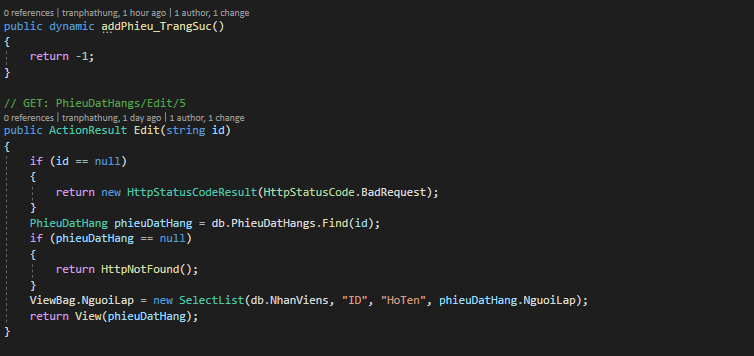 0 references | tranphathung, 1 hour ago | 1 author, 1 change
public dynamic addPhieu_TrangSuc()
{
    return -1;
}
// GET: PhieuDatHangs/Edit/5
0 references | tranphathung, 1 day ago | 1 author, 1 change
public ActionResult Edit(string id)
{
    if (id == null)
    {
        return new HttpStatusCodeResult(HttpStatusCode.BadRequest);
    }
    PhieuDatHang phieuDatHang = db.PhieuDatHangs.Find(id);
    if (phieuDatHang == null)
    {
        return HttpNotFound();
    }
    ViewBag.NguoiLap = new SelectList(db.NhanViens, "ID", "HoTen", phieuDatHang.NguoiLap);
    return View(phieuDatHang);
}